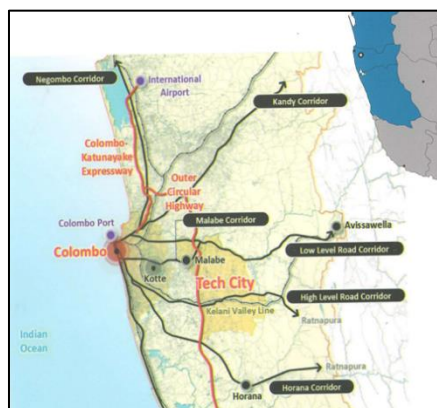 Negombo Corridor
International
Airport
Kandy Corridor
Colombo-
Katunayake
Expressway
Outer
Circular
Highway
Malabe Corridor
Colombo Port
Avissawella
Colombo
Low Level Road Corridor
Malabe
Kotte
Tech City
High Level Road Corridor
Kelani Valley Line
Ratnapura
Indian
Ocean
Ratnapura
Horana
Horana Corridor